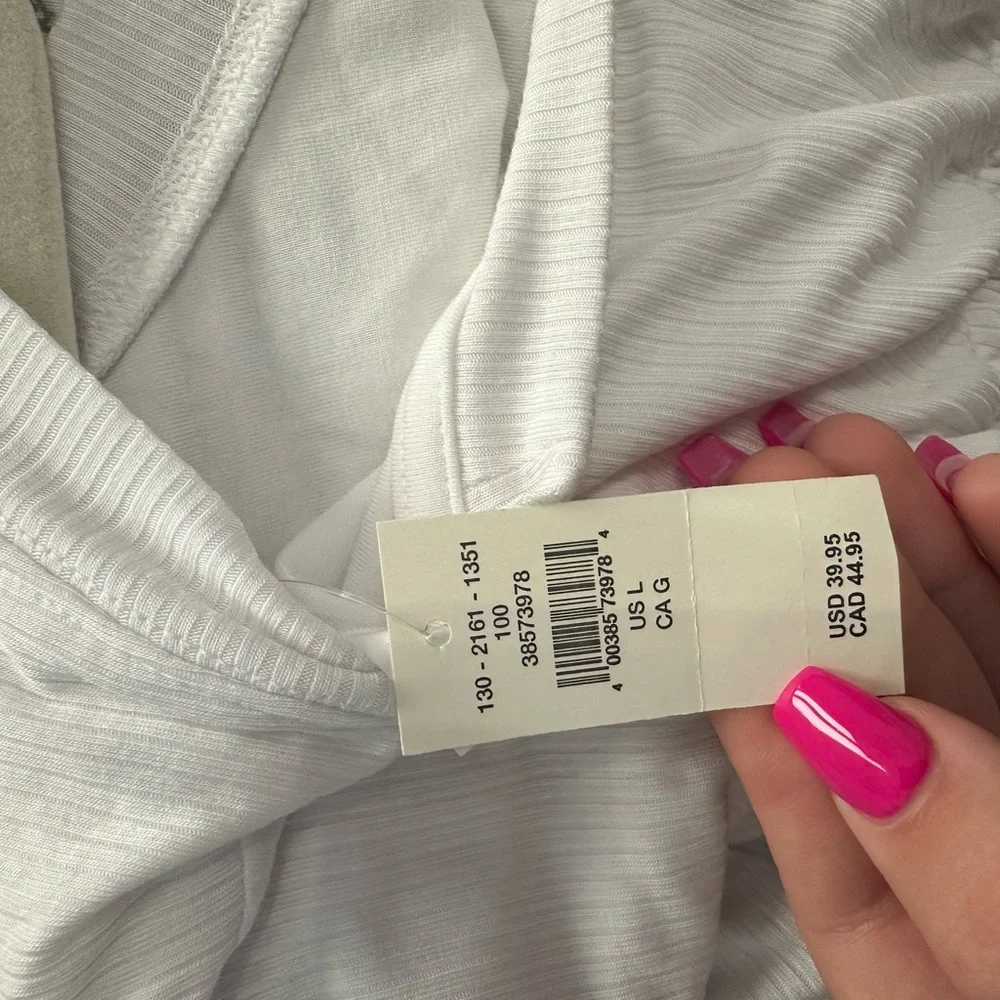 130 - 2161 - 1351
100
38573978
4 00385 73978 4
US L
CA G
USD 39.95
CAD 44.95